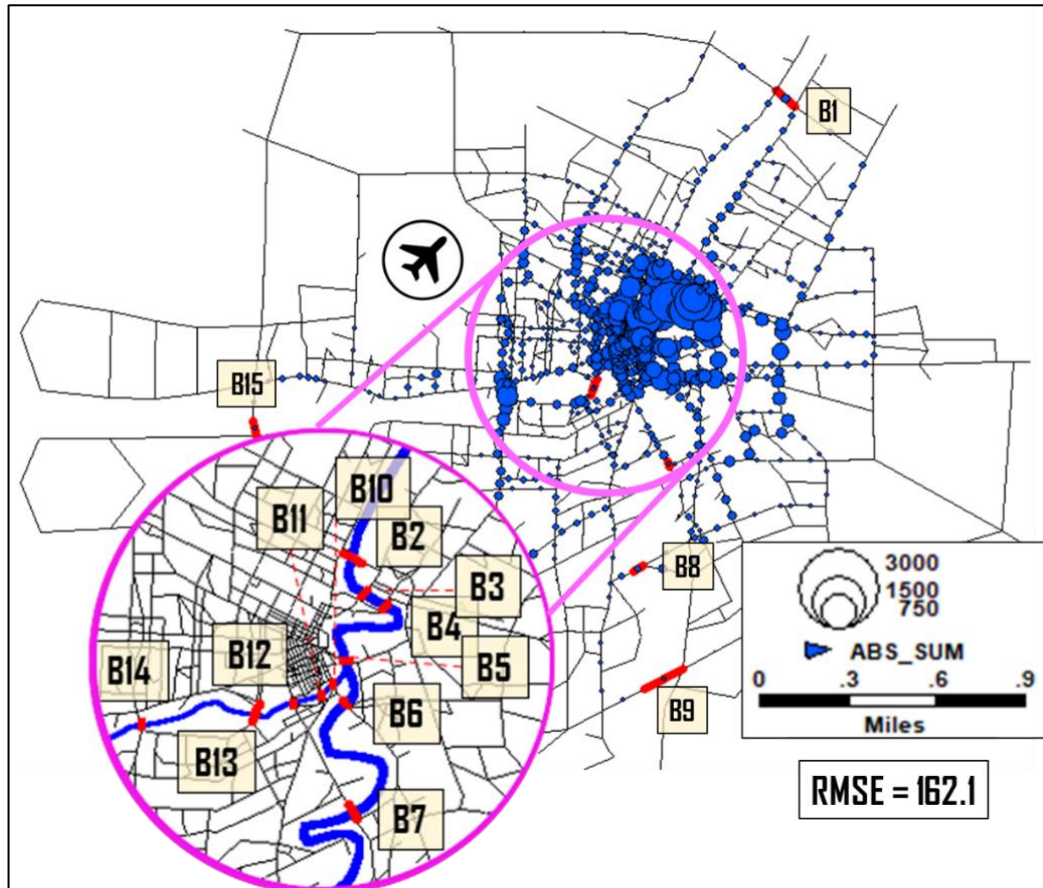 B1
B15
B10
B11
B2
B3
B4
B12
B5
B14
B6
B13
B7
B8
B9
3000
1500
750
ABS_SUM
0 .3 .6 .9
Miles
RMSE = 162.1